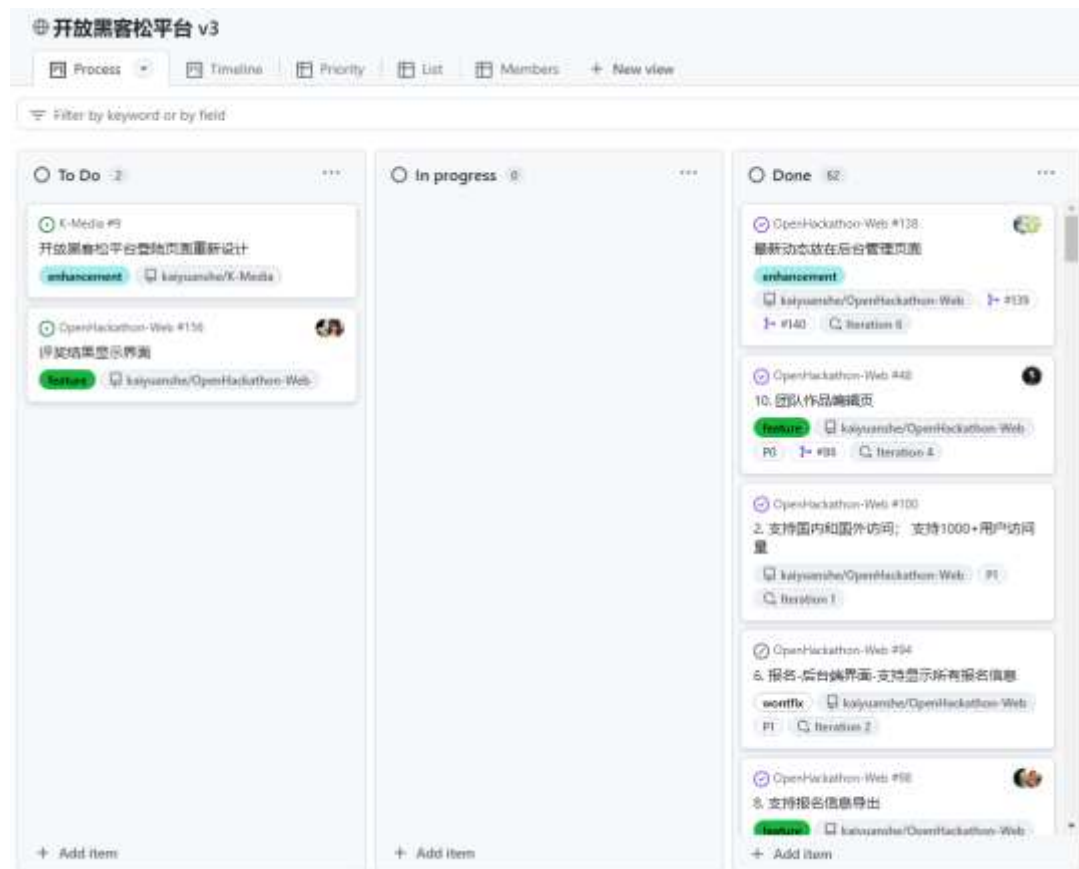 开放黑客松平台 v3
Process
Timeline
Priority
List
Members
+ New view
Filter by keyword or by field
To Do 2
K-Media #9
开放黑客松平台登陆页面重新设计
enhancement kaiyuanshe/K-Media
OpenHackathon-Web #156
评奖结果显示界面
feature kaiyuanshe/OpenHackathon-Web
+ Add item
In progress 0
+ Add item
Done 62
OpenHackathon-Web #138
最新动态放在后台管理页面
enhancement
kaiyuanshe/OpenHackathon-Web #139
#140 Iteration 6
OpenHackathon-Web #48
10. 团队作品编辑页
feature kaiyuanshe/OpenHackathon-Web
P0 #98 Iteration 4
OpenHackathon-Web #100
2. 支持国内和国外访问； 支持1000+用户访问
量
kaiyuanshe/OpenHackathon-Web P1
Iteration 1
OpenHackathon-Web #94
6. 报名-后台端界面-支持显示所有报名信息
wontfix kaiyuanshe/OpenHackathon-Web
P1 Iteration 2
OpenHackathon-Web
8. 支持报名信息导出
feature kaiyuanshe/OpenHackathon-Web
+ Add item